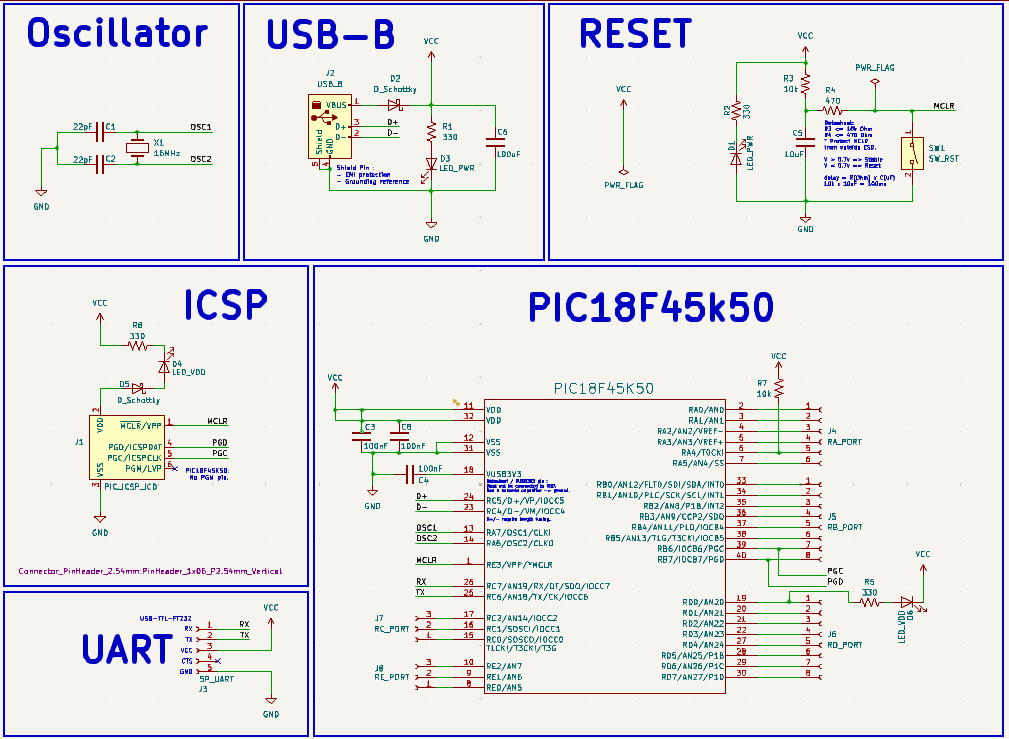 Oscillator
22pF C1
OSC1
X1
16MHz
22pF C2
OSC2
GND
USB-B
VCC
J2
USB_B
D2
D_Schottky
VBUS 1
D+ 3 D+
D- 2 D-
Shield
GND
5 4
R1
330
C6
100uF
D3
LED_PWR
Shield Pin :
- EMI protection
- Grounding reference
GND
RESET
VCC
PWR_FLAG
VCC
R3
10k
R4
470
MCLR
R2
330
D1
LED_PWR
C5
10uF
1
SW1
SW_RST
2
Datasheet:
R3 <= 10k Ohm
R4 <= 470 Ohm
* Protect MCLR
from outside ESD.
V > 0.7v => Stable
V < 0.7v => Reset
delay = R(Ohm) x C(uF)
10k x 10uF = 100ms
PWR_FLAG
GND
ICSP
VCC
R8
330
D4
LED_VDD
D5
D_Schottky
2
J1
VDD
MCLR/VPP 1 MCLR
PGD/ICSPDAT 4 PGD
PGC/ICSPCLK 5 PGC
PGM/LVP 6
VSS
3
PIC18F45K50:
No PGM pin.
PIC_ICSP_ICD
GND
Connector_PinHeader_2.54mm:PinHeader_1x06_P2.54mm_Vertical
UART
USB-TTL-FT232
RX 1 RX
TX 2 TX
VCC 3
CTS 4
GND 5
5P_UART
J3
VCC
GND
PIC18F45k50
PIC18F45K50
VCC
C3
100nF
C8
100nF
100nF
C4
GND
11 VDD
32 VDD
12 VSS
31 VSS
18 VUSB3V3
D+ 24 RC5/D+/VP/IOCC5
D- 23 RC4/D-/VM/IOCC4
D+/- require length tuning.
OSC1 13 RA7/OSC1/CLKI
OSC2 14 RA6/OSC2/CLKO
MCLR 1 RE3/VPP/MCLR
RX 26 RC7/AN19/RX/DT/SDO/IOCC7
TX 25 RC6/AN18/TX/CK/IOCC6
J7
RC_PORT
3 17 RC2/AN14/IOCC2
2 16 RC1/SOSCI/IOCC1
1 15 RC0/SOSCO/IOCC0
T1CKI/T3CKI/T3G
J8
RE_PORT
3 10 RE2/AN7
2 9 RE1/AN6
1 8 RE0/AN5
VCC
R7
10k
RA0/AN0 2 1
RA1/AN1 3 2
RA2/AN2/VREF- 4 3
RA3/AN3/VREF+ 5 4
RA4/T0CKI 6 5
RA5/AN4/SS 7 6
J4
RA_PORT
RB0/AN12/FLT0/SDI/SDA/INT0 33 1
RB1/AN10/P1C/SCK/SCL/INT1 34 2
RB2/AN8/P1B/INT2 35 3
RB3/AN9/CCP2/SDO 36 4
RB4/AN11/P1D/IOCB4 37 5
RB5/AN13/T1G/T3CKI/IOCB5 38 6
RB6/IOCB6/PGC 39 7
RB7/IOCB7/PGD 40 8
J5
RB_PORT
PGC
PGD
RD0/AN20 19 1
RD1/AN21 20 2
RD2/AN22 21 3
RD3/AN23 22 4
RD4/AN24 27 5
RD5/AN25/P1B 28 6
RD6/AN26/P1C 29 7
RD7/AN27/P1D 30 8
J6
RD_PORT
R5
330
LED_VDD
D6
VCC